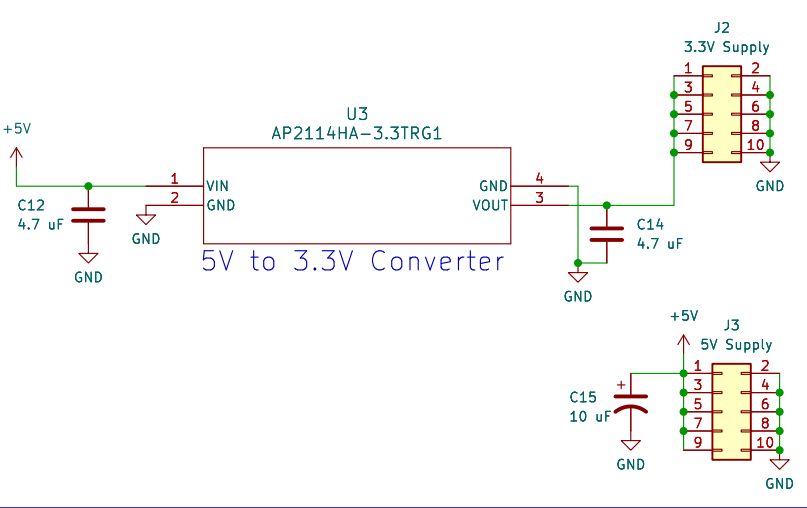 J2
3.3V Supply
1 2
3 4
5 6
7 8
9 10
GND
U3
AP2114HA-3.3TRG1
+5V
1 VIN
2 GND
GND 4
VOUT 3
C12
4.7 uF
GND
GND
C14
4.7 uF
GND
5V to 3.3V Converter
+5V
J3
5V Supply
1 2
3 4
5 6
7 8
9 10
+
C15
10 uF
GND
GND